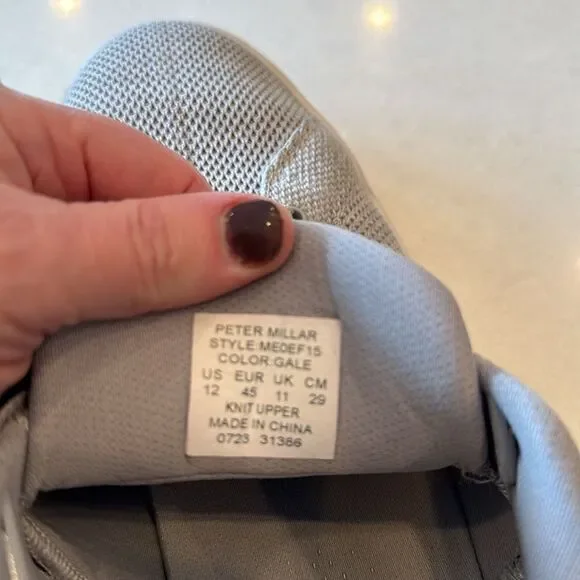 PETER MILLAR
STYLE:ME0EF15
COLOR:GALE
US EUR UK CM
12 45 11 29
KNIT UPPER
MADE IN CHINA
0723 31386